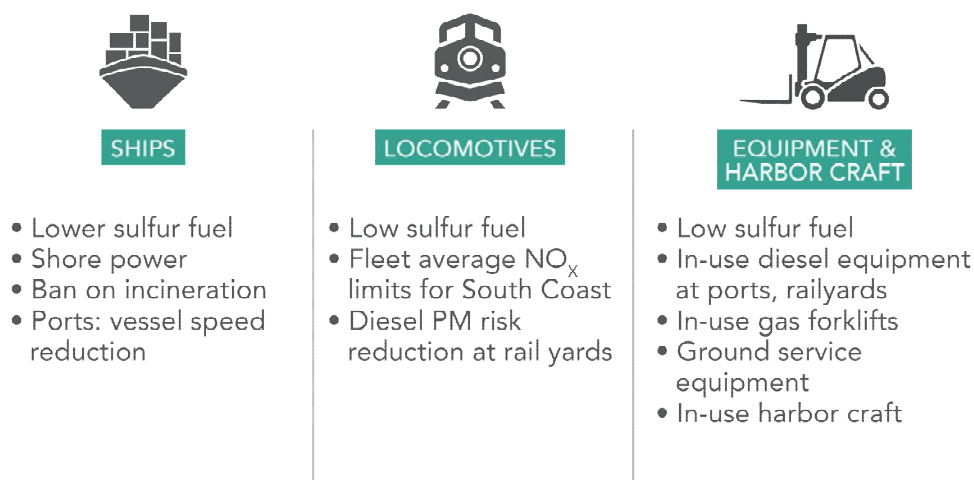 SHIPS
• Lower sulfur fuel
• Shore power
• Ban on incineration
• Ports: vessel speed
reduction
LOCOMOTIVES
• Low sulfur fuel
• Fleet average NOX
limits for South Coast
• Diesel PM risk
reduction at rail yards
EQUIPMENT &
HARBOR CRAFT
• Low sulfur fuel
• In-use diesel equipment
at ports, railyards
• In-use gas forklifts
• Ground service
equipment
• In-use harbor craft